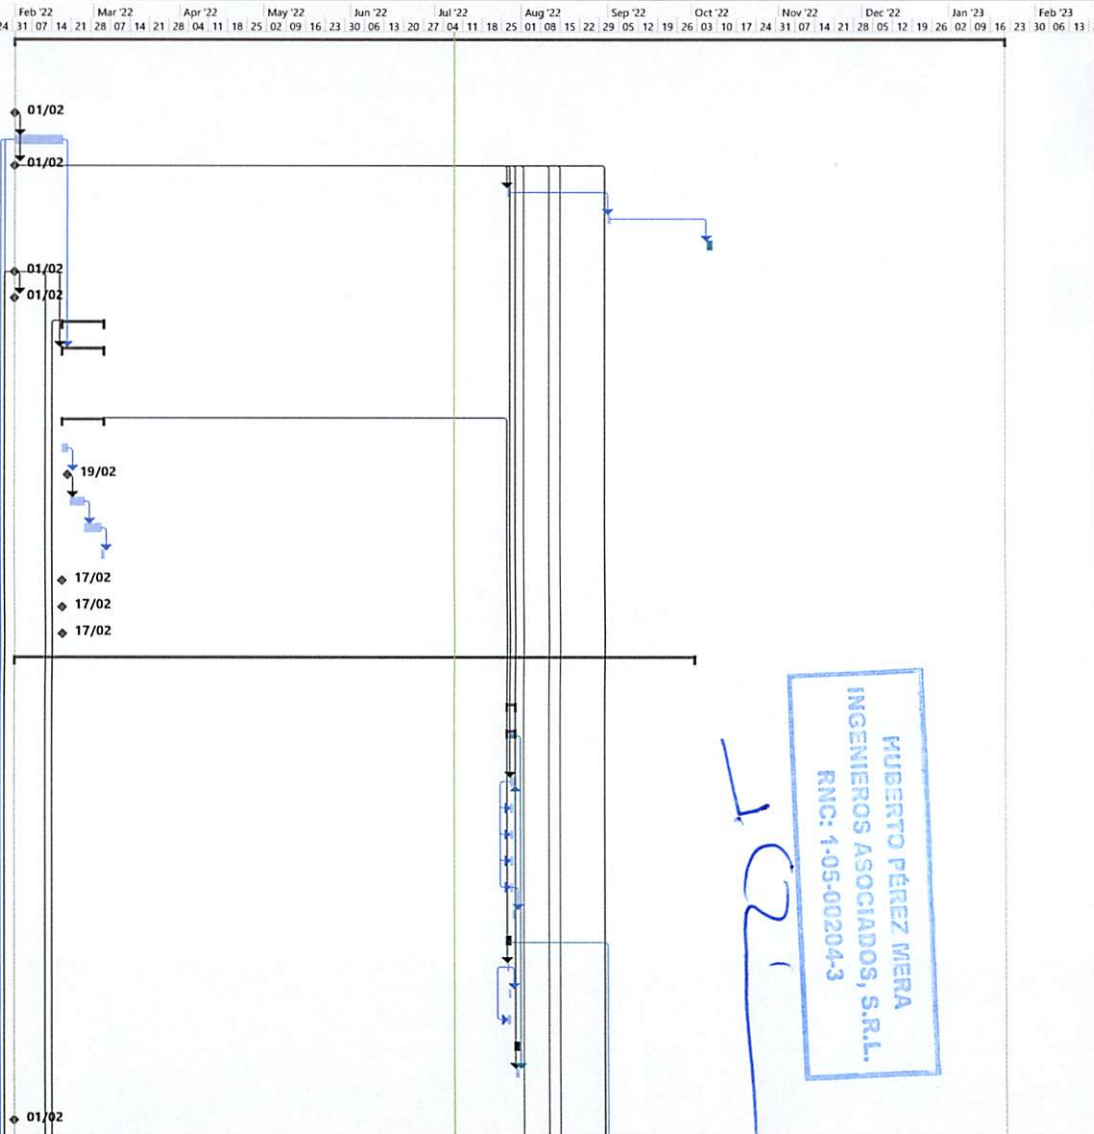 Feb '22 Mar '22 Apr '22 May '22 Jun '22 Jul '22 Aug '22 Sep '22 Oct '22 Nov '22 Dec '22 Jan '23 Feb '23
24 31 07 14 21 28 07 14 21 28 04 11 18 25 02 09 16 23 30 06 13 20 27 04 11 18 25 01 08 15 22 29 05 12 19 26 03 10 17 24 31 07 14 21 28 05 12 19 26 02 09 16 23 30 06 13
01/02
01/02
01/02
01/02
19/02
17/02
17/02
17/02
HUBERTO PÉREZ MERA
INGENIEROS ASOCIADOS, S.R.L.
RNC: 1-05-00204-3
01/02